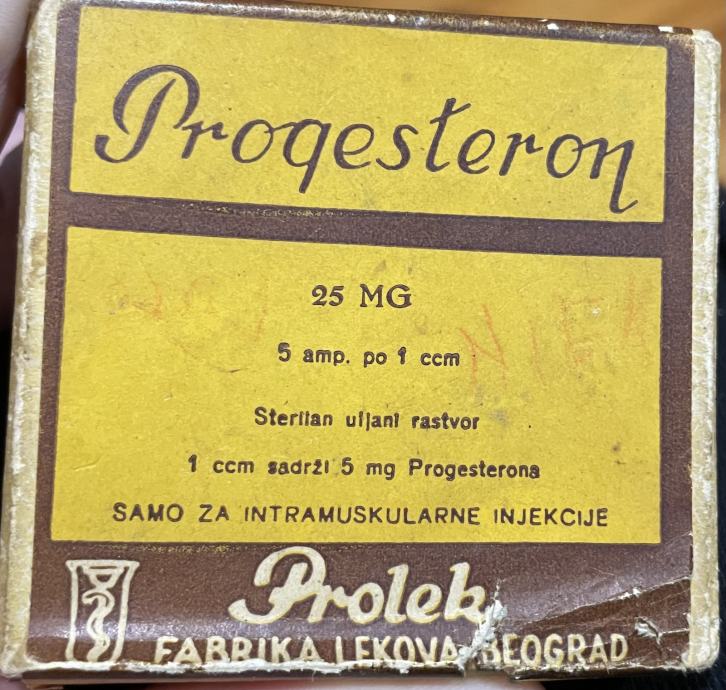 Progesteron
25 MG
5 amp. po 1 ccm
Sterilan uljani rastvor
1 ccm sadrži 5 mg Progesterona
SAMO ZA INTRAMUSKULARNE INJEKCIJE
Prolek
FABRIKA LEKOVA BEOGRAD